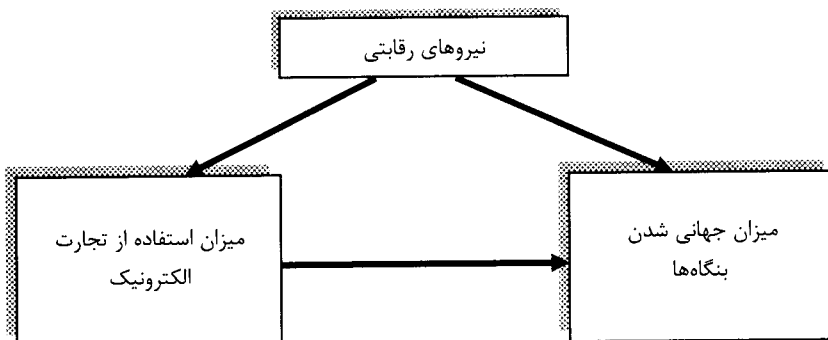 نیروهای رقابتی
میزان جهانی شدن
بنگاه‌ها
میزان استفاده از تجارت
الکترونیک